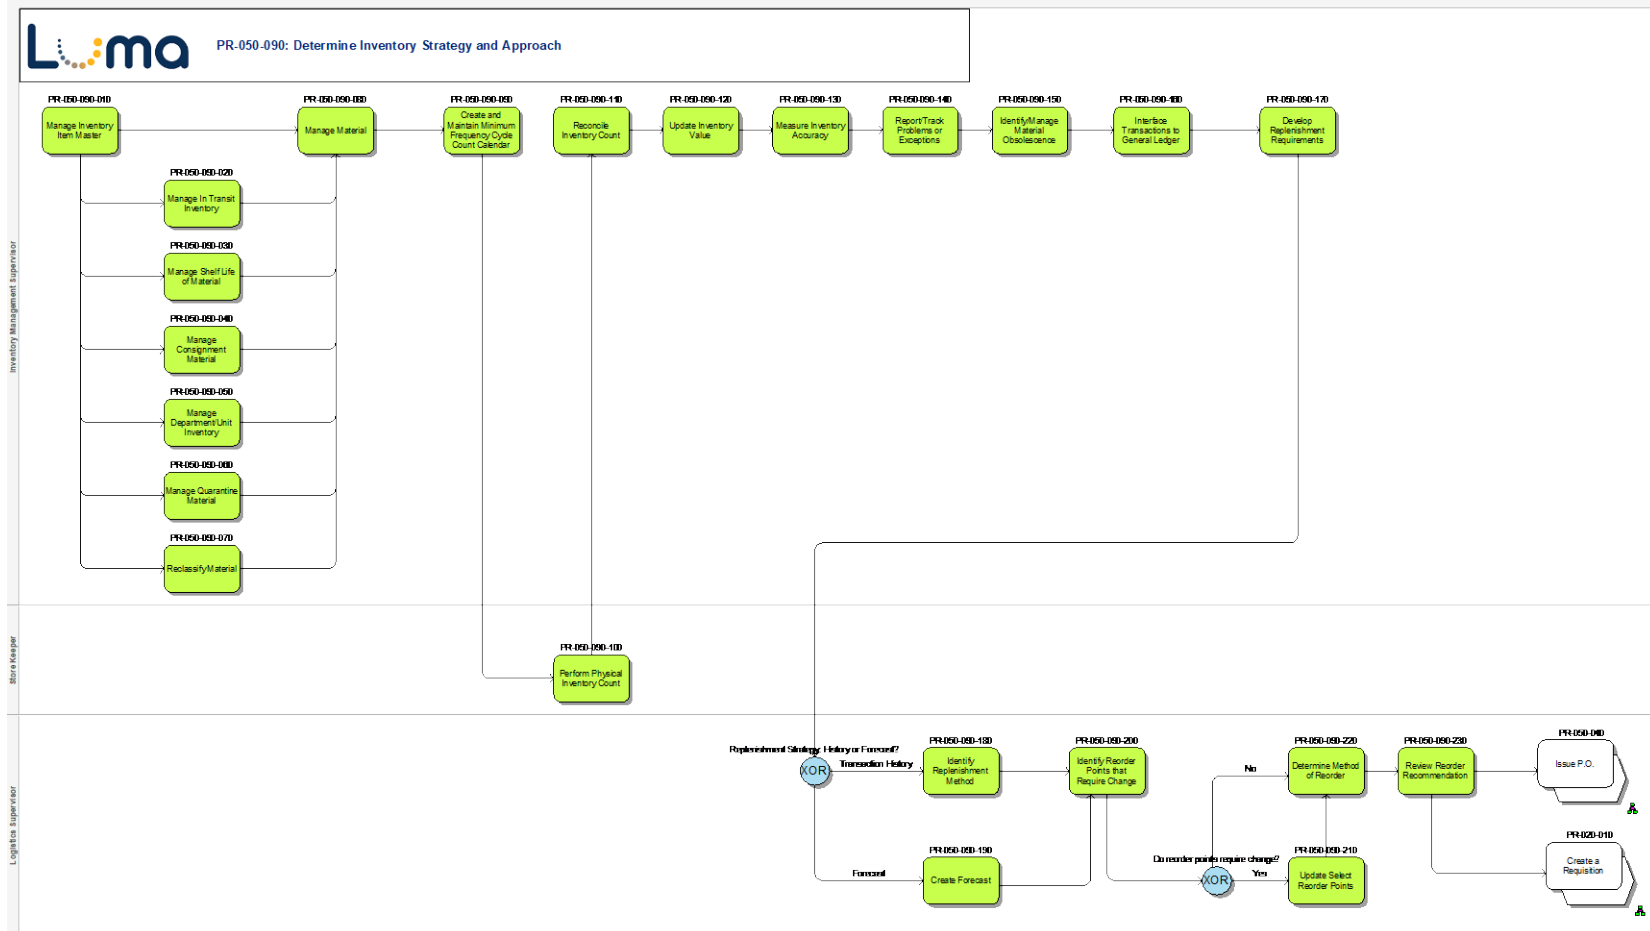 Luma
PR-050-090: Determine Inventory Strategy and Approach
PR-050-090-010
Manage Inventory
Item Master
PR-050-090-080
Manage Material
PR-050-090-090
Create and
Maintain Minimum
Frequency Cycle
Count Calendar
PR-050-090-110
Reconcile
Inventory Count
PR-050-090-120
Update Inventory
Value
PR-050-090-130
Measure Inventory
Accuracy
PR-050-090-140
Report/Track
Problems or
Exceptions
PR-050-090-150
Identify/Manage
Material
Obsolescence
PR-050-090-160
Interface
Transactions to
General Ledger
PR-050-090-170
Develop
Replenishment
Requirements
PR-050-090-020
Manage In Transit
Inventory
PR-050-090-030
Manage Shelf Life
of Material
PR-050-090-040
Manage
Consignment
Material
PR-050-090-050
Manage
Department/Unit
Inventory
PR-050-090-060
Manage Quarantine
Material
PR-050-090-070
Reclassify Material
Inventory Management Supervisor
Store Keeper
PR-050-090-100
Perform Physical
Inventory Count
Logistics Supervisor
Replenishment Strategy: History or Forecast?
XOR
Transaction History
Forecast
PR-050-090-180
Identify
Replenishment
Method
PR-050-090-190
Create Forecast
PR-050-090-200
Identify Reorder
Points that
Require Change
Do reorder points require change?
XOR
No
Yes
PR-050-090-220
Determine Method
of Reorder
PR-050-090-210
Update Select
Reorder Points
PR-050-090-230
Review Reorder
Recommendation
PR-050-040
Issue P.O.
PR-020-010
Create a
Requisition